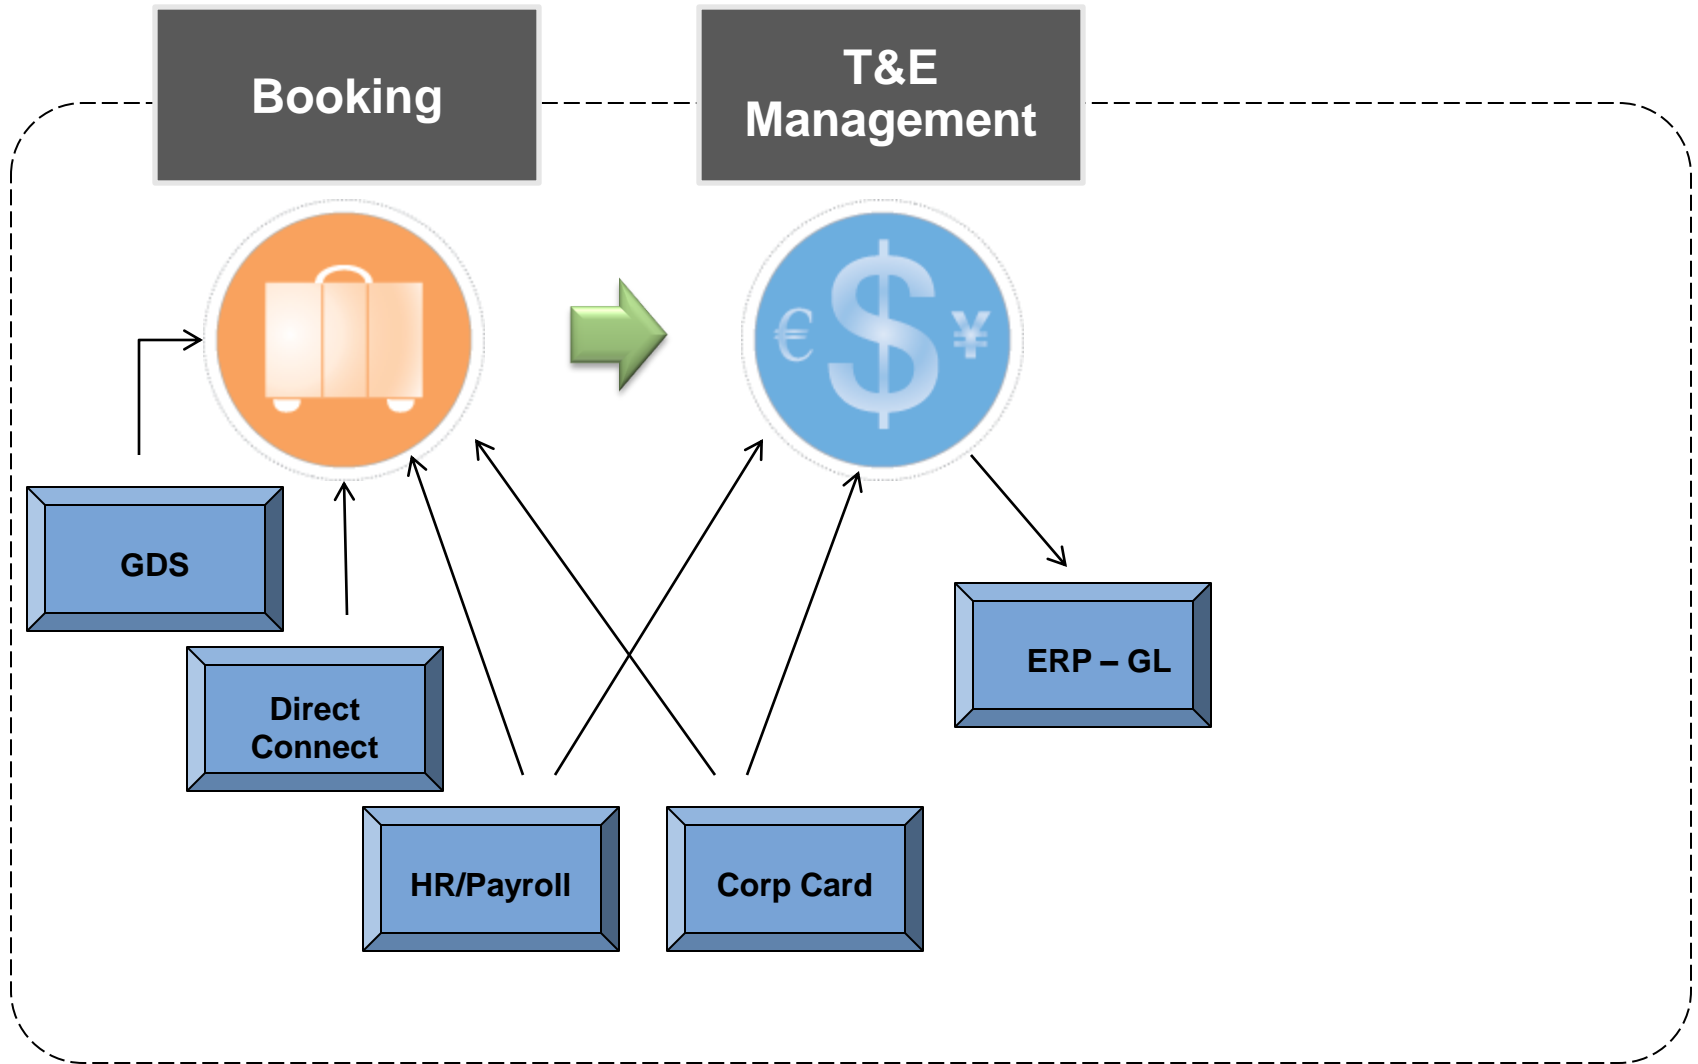 Booking
T&E
Management
€ $ ¥
GDS
Direct
Connect
ERP – GL
HR/Payroll
Corp Card